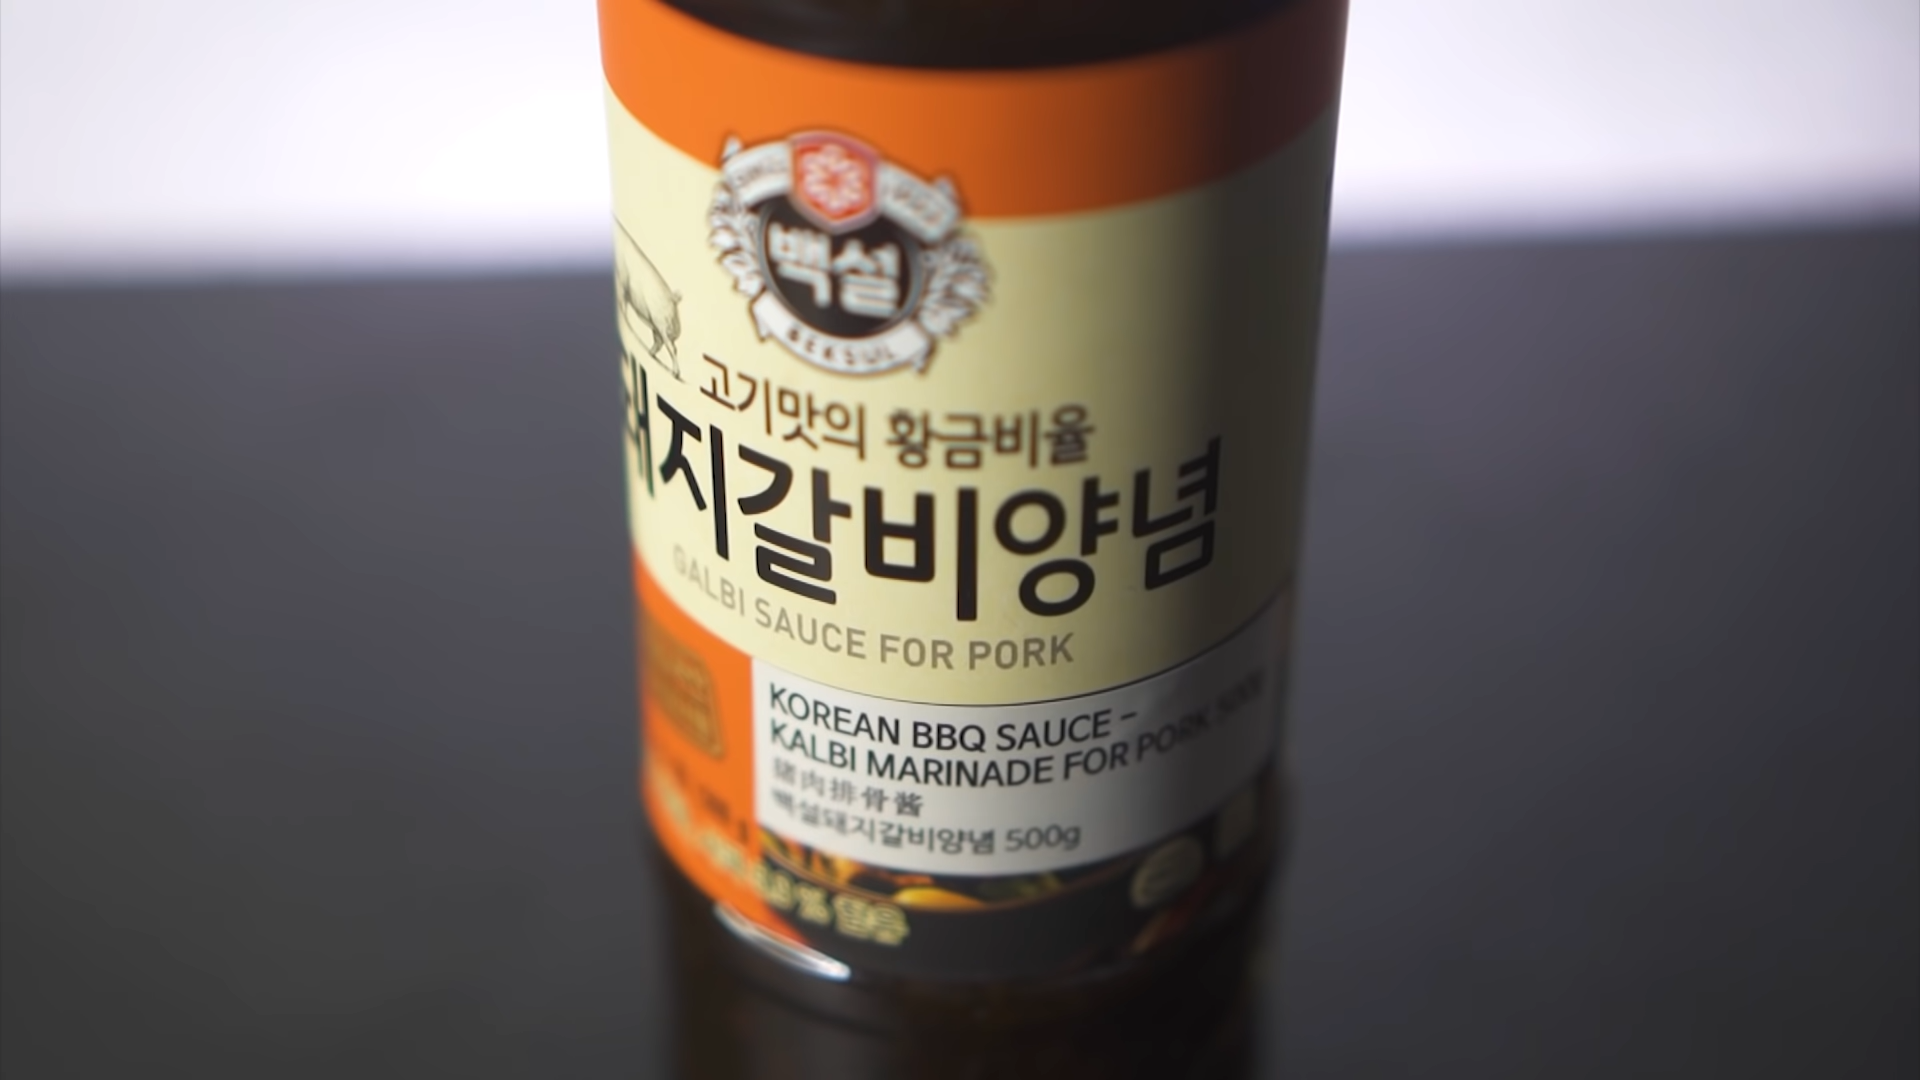 백설
BEKSUL
고기맛의 황금비율
돼지갈비양념
GALBI SAUCE FOR PORK
KOREAN BBQ SAUCE –
KALBI MARINADE FOR PORK 500g
猪肉排骨酱
백설돼지갈비양념 500g